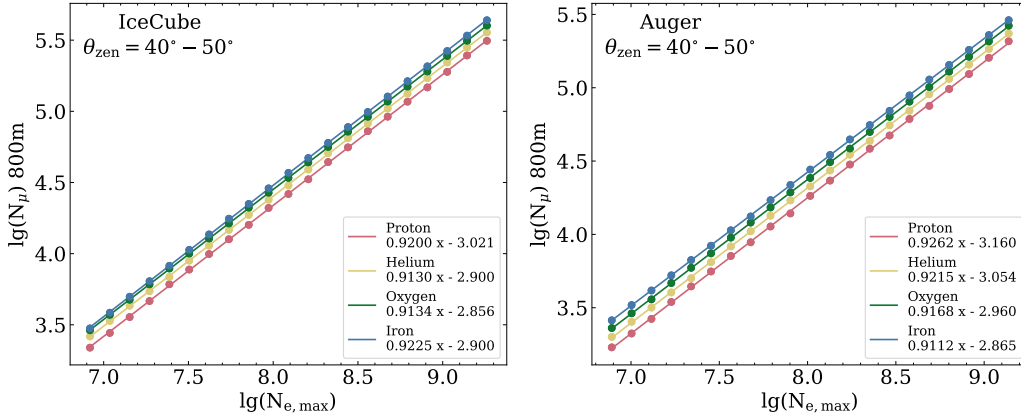 IceCube
θzen = 40° − 50°
lg(Nμ) 800m
5.5
5.0
4.5
4.0
3.5
Proton
0.9200 x - 3.021
Helium
0.9130 x - 2.900
Oxygen
0.9134 x - 2.856
Iron
0.9225 x - 2.900
7.0 7.5 8.0 8.5 9.0
lg(Ne, max)
Auger
θzen = 40° − 50°
lg(Nμ) 800m
5.5
5.0
4.5
4.0
3.5
Proton
0.9262 x - 3.160
Helium
0.9215 x - 3.054
Oxygen
0.9168 x - 2.960
Iron
0.9112 x - 2.865
7.0 7.5 8.0 8.5 9.0
lg(Ne, max)